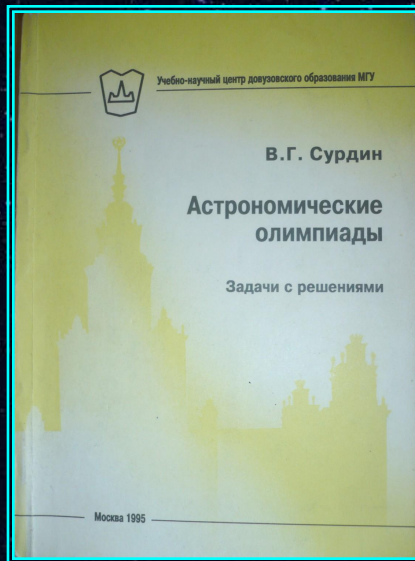 Учебно-научный центр довузовского образования МГУ
В.Г. Сурдин
Астрономические
олимпиады
Задачи с решениями
Москва 1995